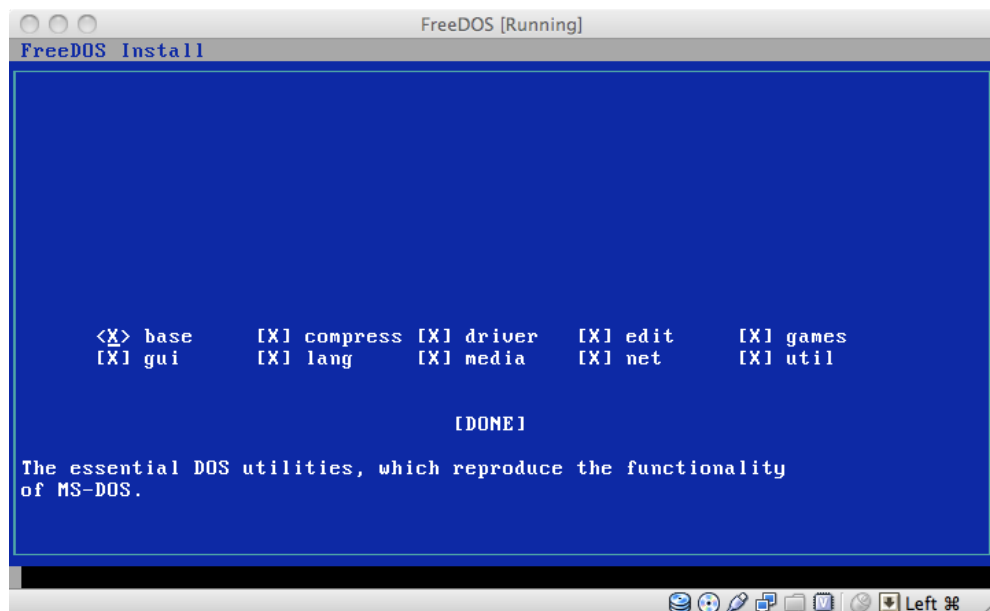 FreeDOS [Running]
FreeDOS Install
<X> base [X] compress [X] driver [X] edit [X] games
[X] gui [X] lang [X] media [X] net [X] util
[DONE]
The essential DOS utilities, which reproduce the functionality
of MS-DOS.
V
Left ⌘